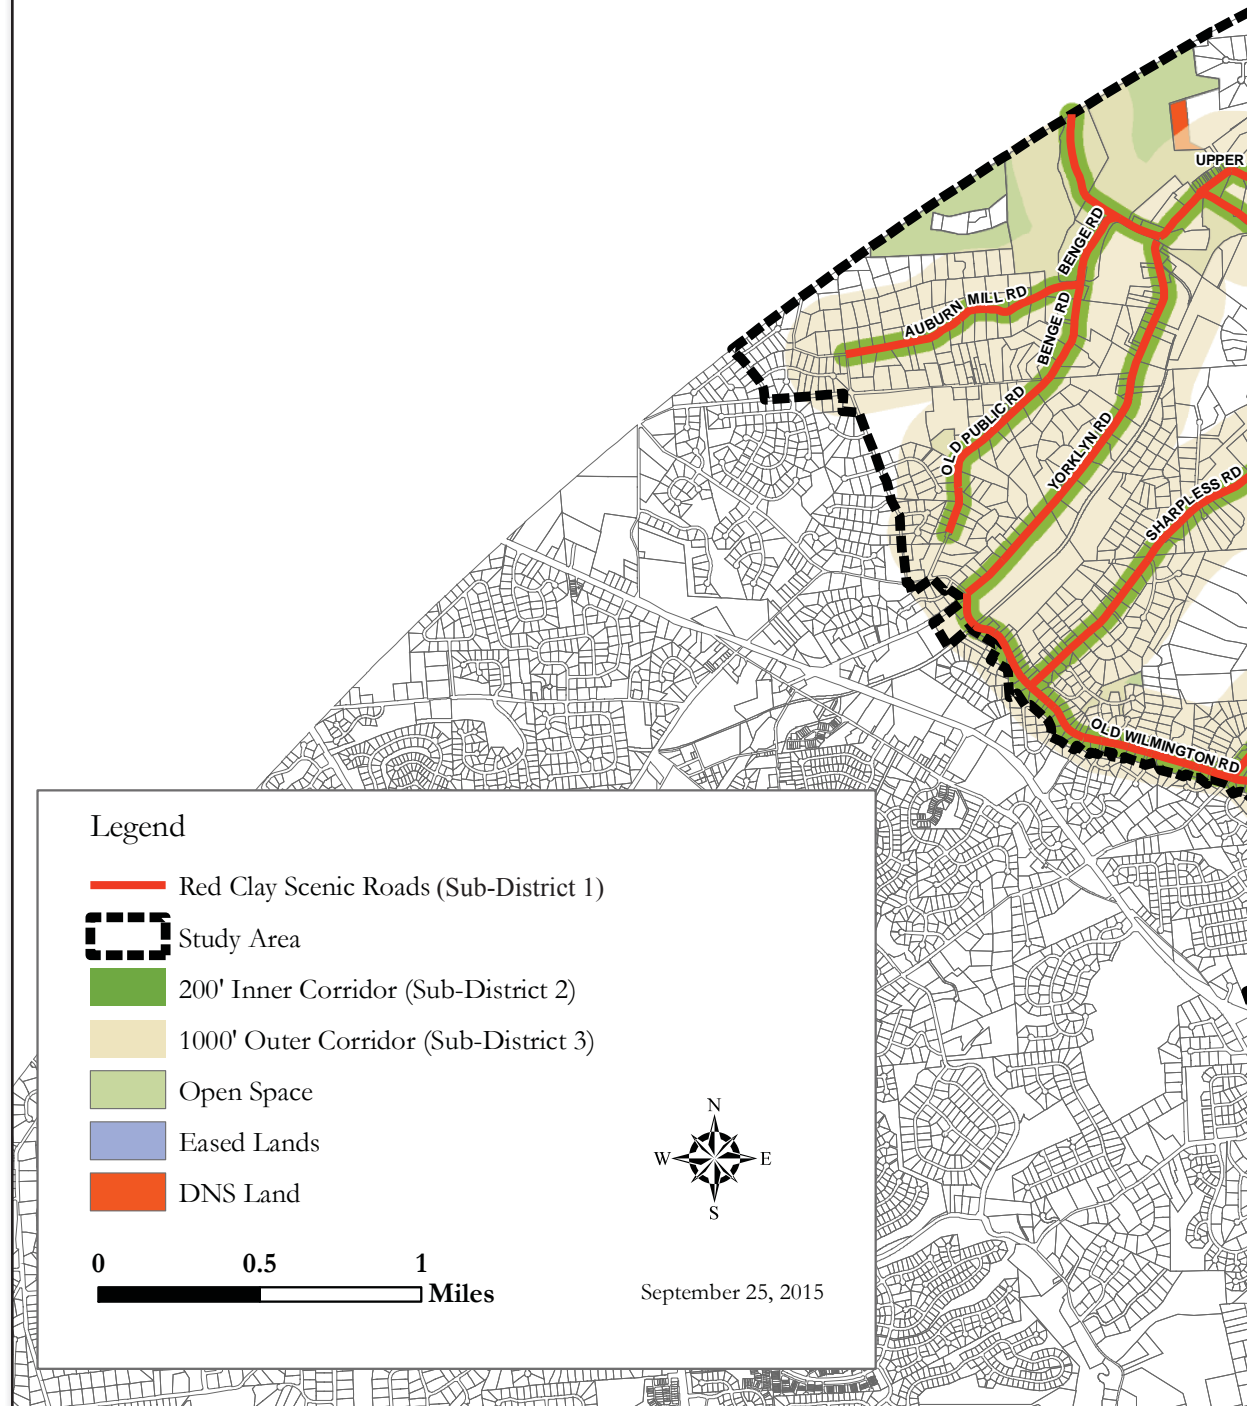 UPPER
BENGE RD
AUBURN MILL RD
BENGE RD
OLD PUBLIC RD
YORKLYN RD
SHARPLESS RD
OLD WILMINGTON RD
Legend
Red Clay Scenic Roads (Sub-District 1)
Study Area
200' Inner Corridor (Sub-District 2)
1000' Outer Corridor (Sub-District 3)
Open Space
Eased Lands
DNS Land
N
W E
S
0 0.5 1
Miles
September 25, 2015